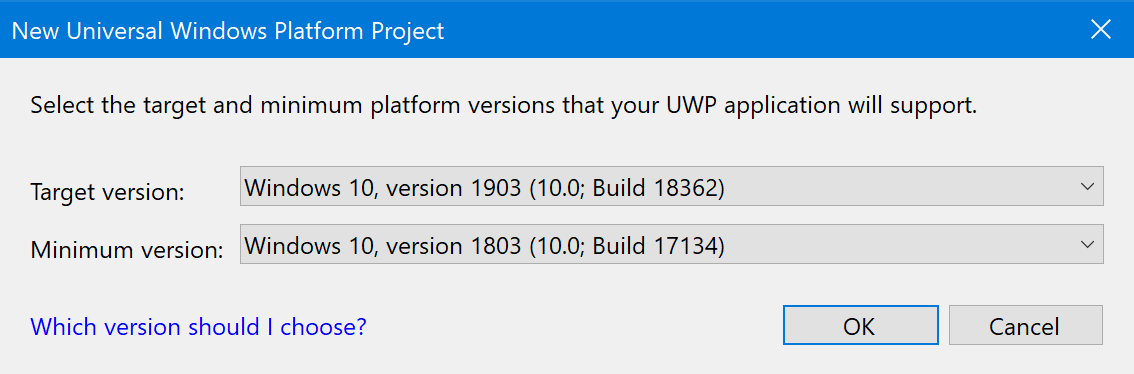 New Universal Windows Platform Project
Select the target and minimum platform versions that your UWP application will support.
Target version: Windows 10, version 1903 (10.0; Build 18362)
Minimum version: Windows 10, version 1803 (10.0; Build 17134)
Which version should I choose? OK Cancel